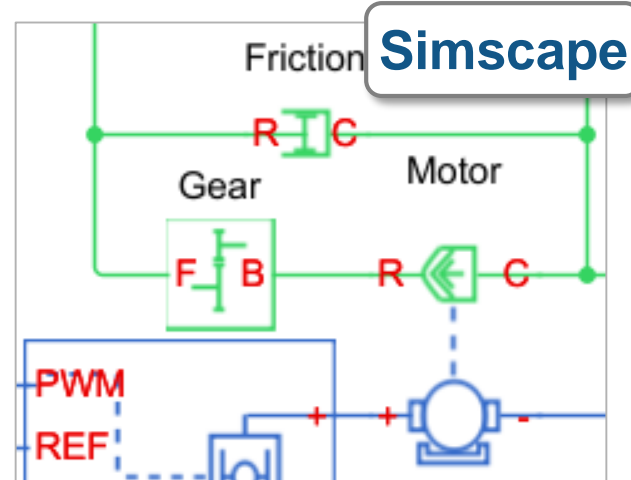 Simscape
Friction
R C
Gear
Motor
F B R C
PWM
+ + -
REF